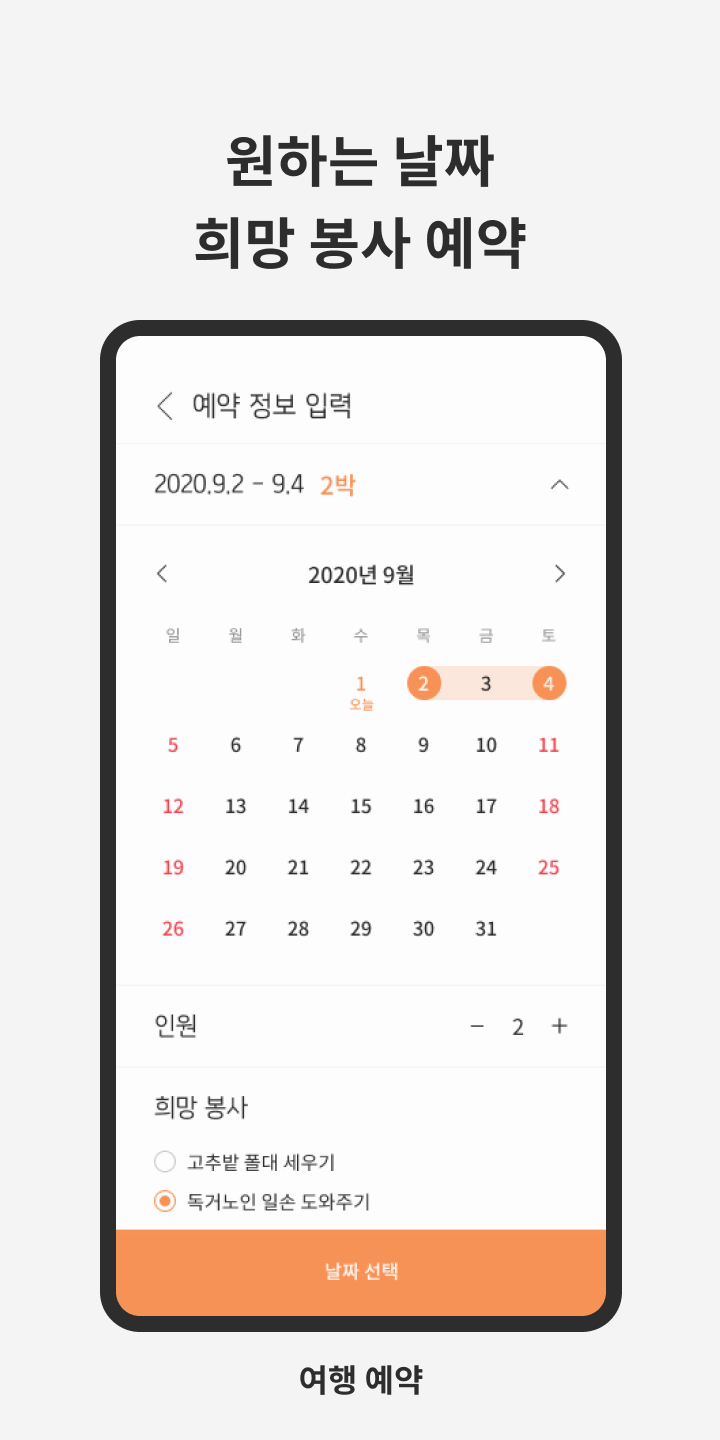 원하는 날짜
희망 봉사 예약
예약 정보 입력
2020.9.2 - 9.4 2박
2020년 9월
일 월 화 수 목 금 토
1 2 3 4
오늘
5 6 7 8 9 10 11
12 13 14 15 16 17 18
19 20 21 22 23 24 25
26 27 28 29 30 31
인원 − 2 +
희망 봉사
고추밭 폴대 세우기
독거노인 일손 도와주기
날짜 선택
여행 예약